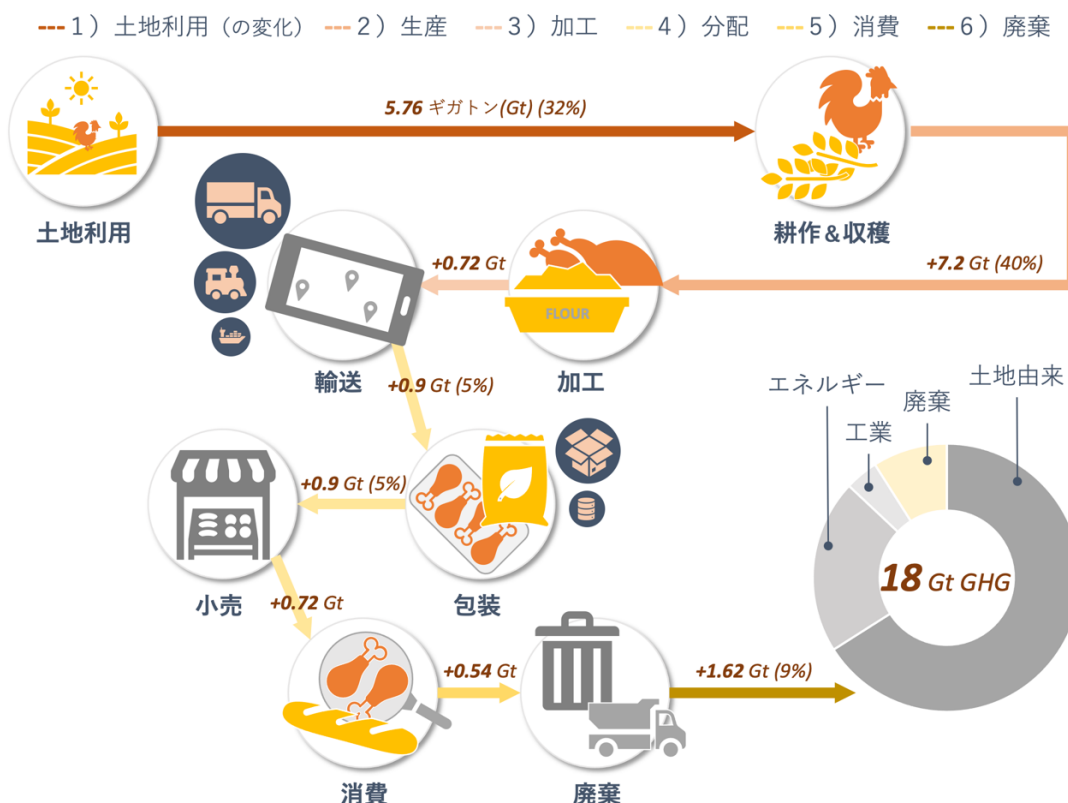 1）土地利用（の変化） 2）生産 3）加工 4）分配 5）消費 6）廃棄
5.76 ギガトン(Gt) (32%)
土地利用
耕作＆収穫
+7.2 Gt (40%)
+0.72 Gt
FLOUR
輸送
加工
+0.9 Gt (5%)
エネルギー
土地由来
廃棄
工業
+0.9 Gt (5%)
18 Gt GHG
小売
包装
+0.72 Gt
+0.54 Gt
+1.62 Gt (9%)
消費
廃棄